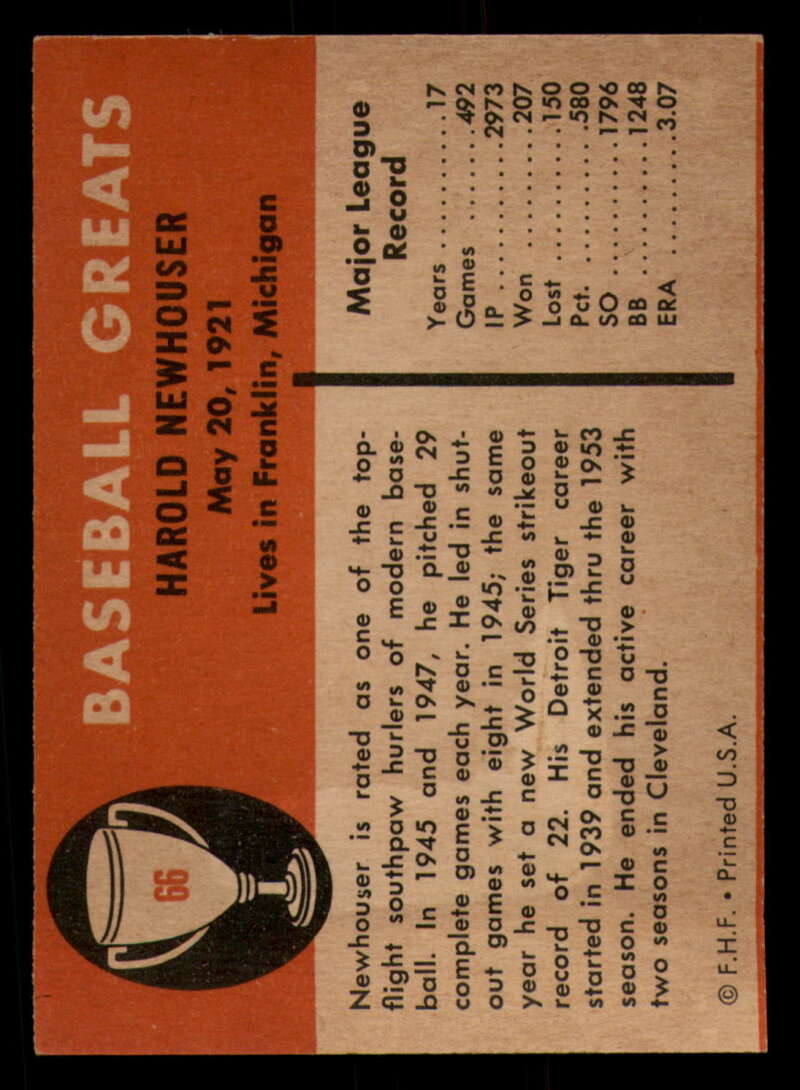 BASEBALL GREATS
66
HAROLD NEWHOUSER
May 20, 1921
Lives in Franklin, Michigan
Newhouser is rated as one of the top-
flight southpaw hurlers of modern base-
ball. In 1945 and 1947, he pitched 29
complete games each year. He led in shut-
out games with eight in 1945; the same
year he set a new World Series strikeout
record of 22. His Detroit Tiger career
started in 1939 and extended thru the 1953
season. He ended his active career with
two seasons in Cleveland.
Major League
Record
Years ..........17
Games .......492
IP ...........2973
Won .........207
Lost ..........150
Pct. ..........580
SO ..........1796
BB ..........1248
ERA .........3.07
© F.H.F. • Printed U.S.A.